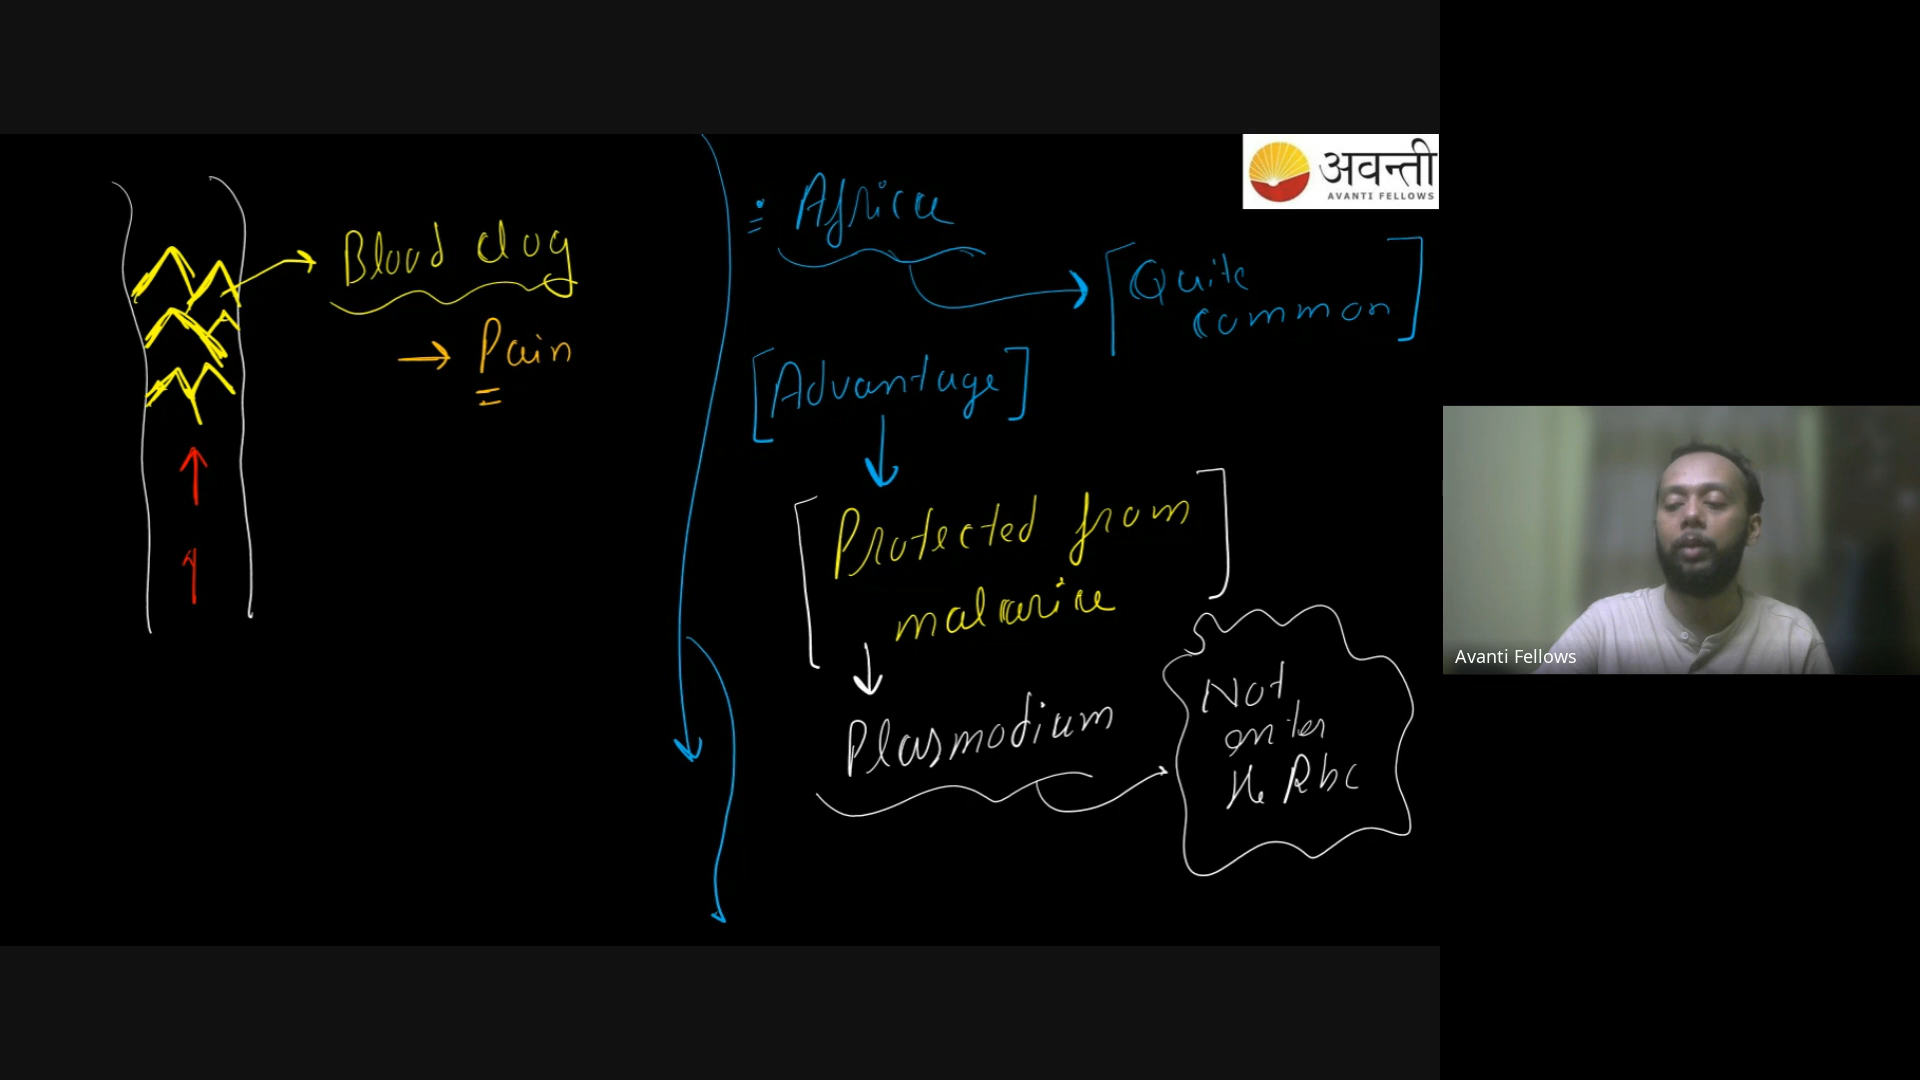 Blood clog
→ Pain
Africa
Quite
common
[Advantage]
Protected from
malaria
Plasmodium
Not
enter
the Rbc
अवन्ती
AVANTI FELLOWS
Avanti Fellows